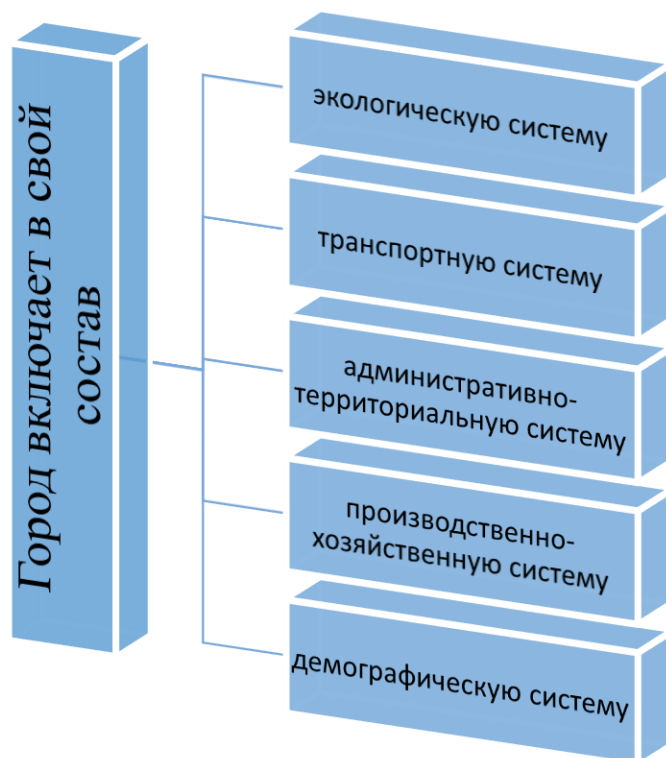 Город включает в свой
состав
экологическую систему
транспортную систему
административно-
территориальную систему
производственно-
хозяйственную систему
демографическую систему